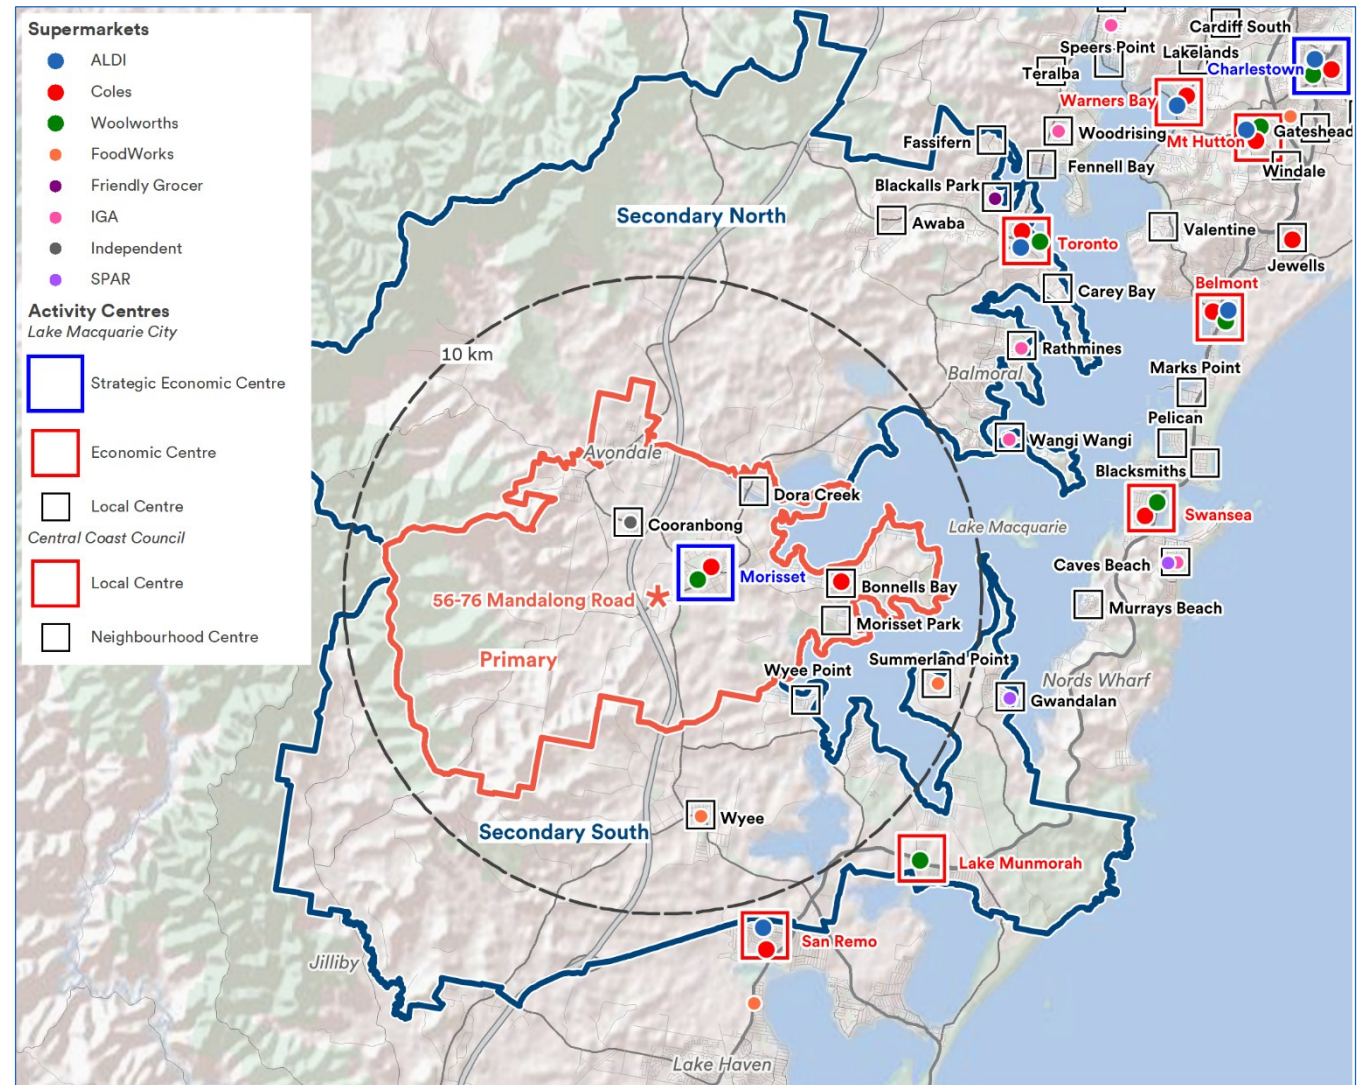 Supermarkets
ALDI
Coles
Woolworths
FoodWorks
Friendly Grocer
IGA
Independent
SPAR
Activity Centres
Lake Macquarie City
Strategic Economic Centre
Economic Centre
Local Centre
Central Coast Council
Local Centre
Neighbourhood Centre
Cardiff South
Speers Point
Lakelands
Teralba
Charlestown
Warners Bay
Woodrising
Gateshead
Mt Hutton
Fassifern
Fennell Bay
Windale
Blackalls Park
Secondary North
Awaba
Valentine
Toronto
Jewells
Carey Bay
Belmont
10 km
Rathmines
Balmoral
Marks Point
Pelican
Avondale
Wangi Wangi
Blacksmiths
Dora Creek
Cooranbong
Lake Macquarie
Swansea
Caves Beach
Morisset
Bonnells Bay
56-76 Mandalong Road
Murrays Beach
Morisset Park
Primary
Wyee Point
Summerland Point
Nords Wharf
Gwandalan
Wyee
Secondary South
Lake Munmorah
San Remo
Jilliby
Lake Haven